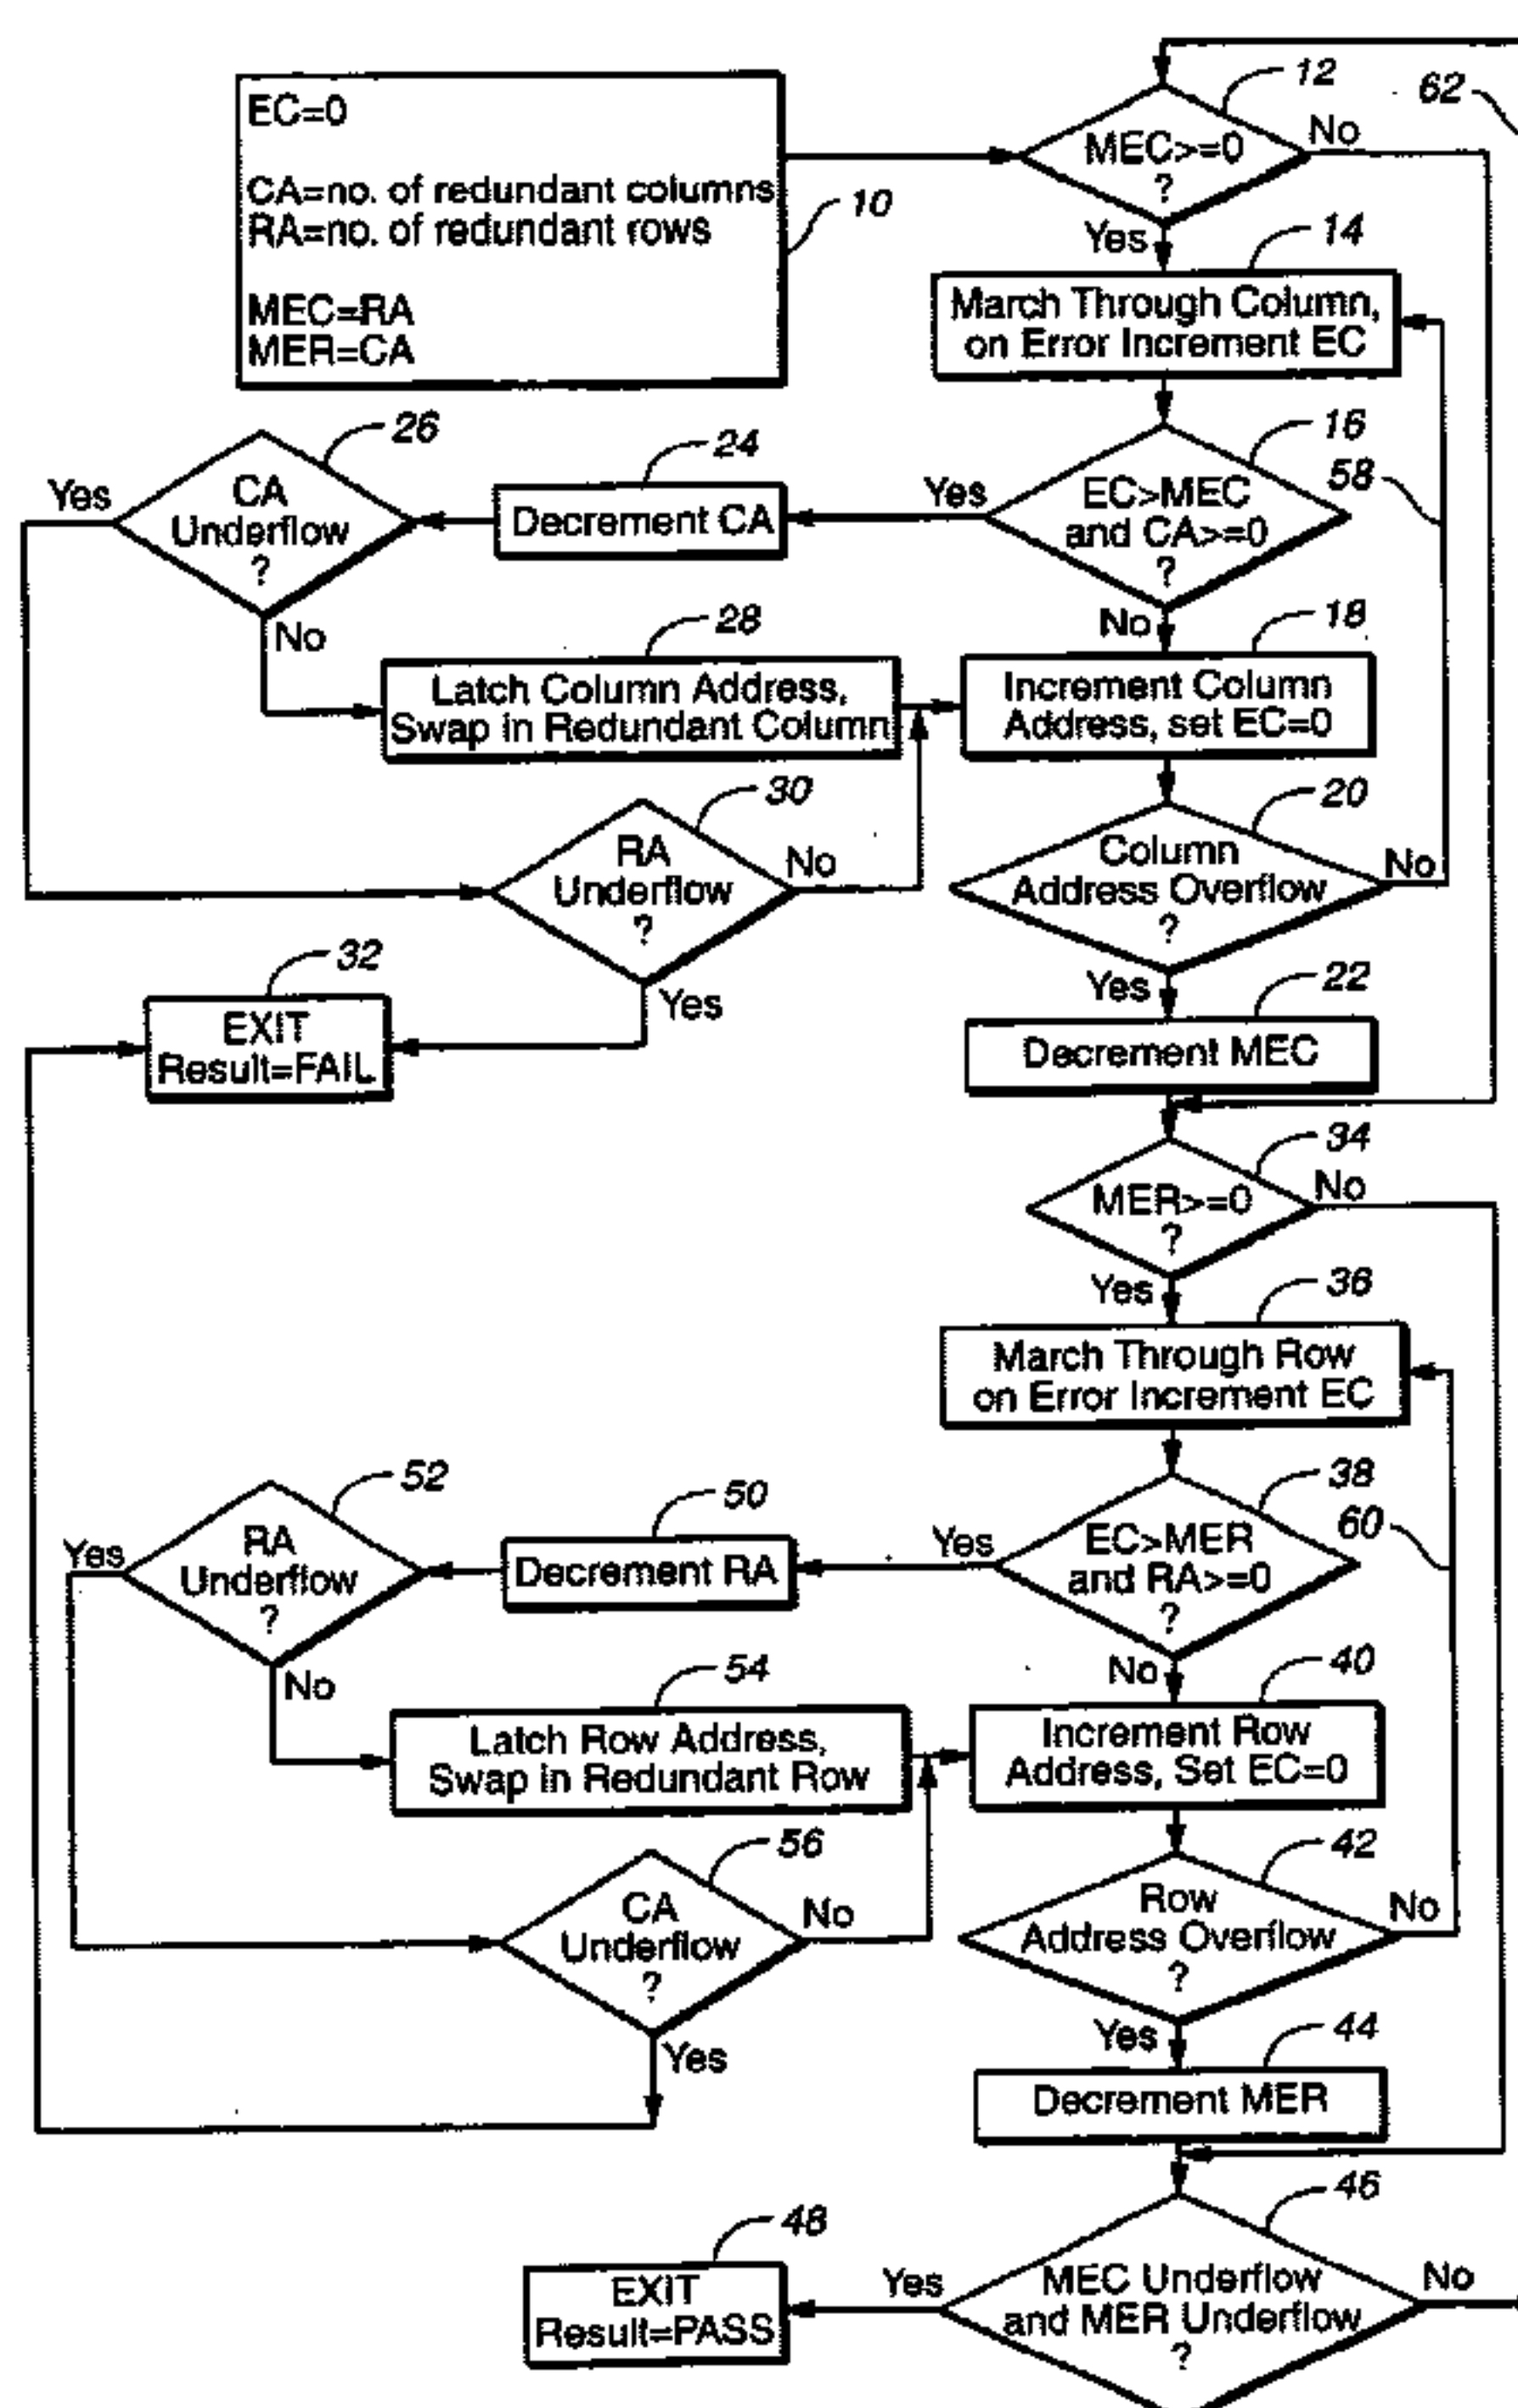 EC=0
CA=no. of redundant columns
RA=no. of redundant rows
MEC=RA
MER=CA
10
12
62
MEC>=0
?
No
Yes
14
March Through Column,
on Error Increment EC
16
58
EC>MEC
and CA>=0
?
Yes
No
24
Decrement CA
26
CA
Underflow
?
Yes
No
28
Latch Column Address,
Swap in Redundant Column
18
Increment Column
Address, set EC=0
30
RA
Underflow
?
No
Yes
20
Column
Address Overflow
?
No
Yes
32
EXIT
Result=FAIL
22
Decrement MEC
34
MER>=0
?
No
Yes
36
March Through Row
on Error Increment EC
38
60
EC>MER
and RA>=0
?
Yes
No
50
Decrement RA
52
RA
Underflow
?
Yes
No
54
Latch Row Address,
Swap in Redundant Row
40
Increment Row
Address, Set EC=0
56
CA
Underflow
?
No
Yes
42
Row
Address Overflow
?
No
Yes
44
Decrement MER
46
MEC Underflow
and MER Underflow
?
Yes
No
48
EXIT
Result=PASS